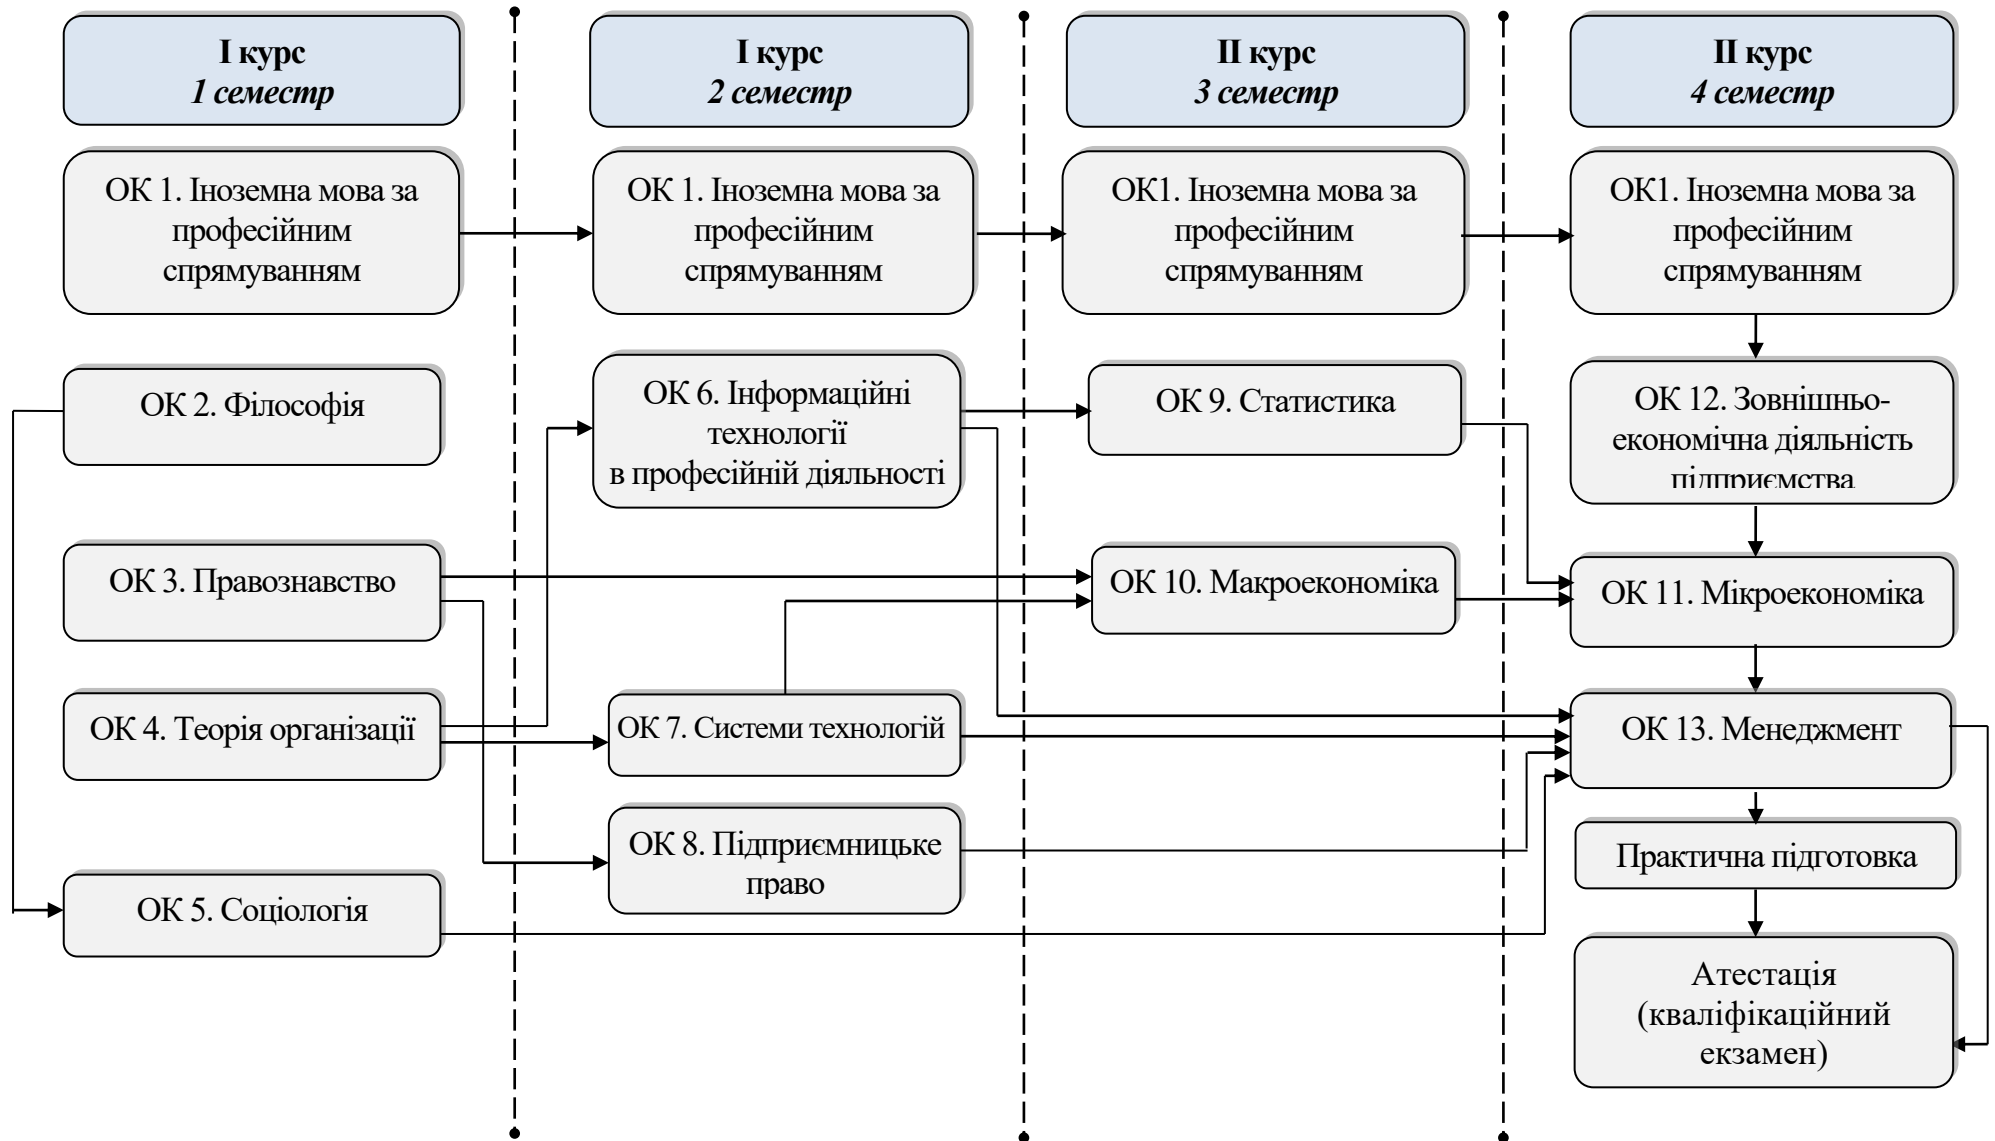 І курс
1 семестр
І курс
2 семестр
ІІ курс
3 семестр
ІІ курс
4 семестр
ОК 1. Іноземна мова за
професійним
спрямуванням
ОК 1. Іноземна мова за
професійним
спрямуванням
ОК1. Іноземна мова за
професійним
спрямуванням
ОК1. Іноземна мова за
професійним
спрямуванням
ОК 2. Філософія
ОК 6. Інформаційні
технології
в професійній діяльності
ОК 9. Статистика
ОК 12. Зовнішньо-
економічна діяльність
підприємства
ОК 3. Правознавство
ОК 10. Макроекономіка
ОК 11. Мікроекономіка
ОК 4. Теорія організації
ОК 7. Системи технологій
ОК 13. Менеджмент
ОК 8. Підприємницьке
право
Практична підготовка
ОК 5. Соціологія
Атестація
(кваліфікаційний
екзамен)